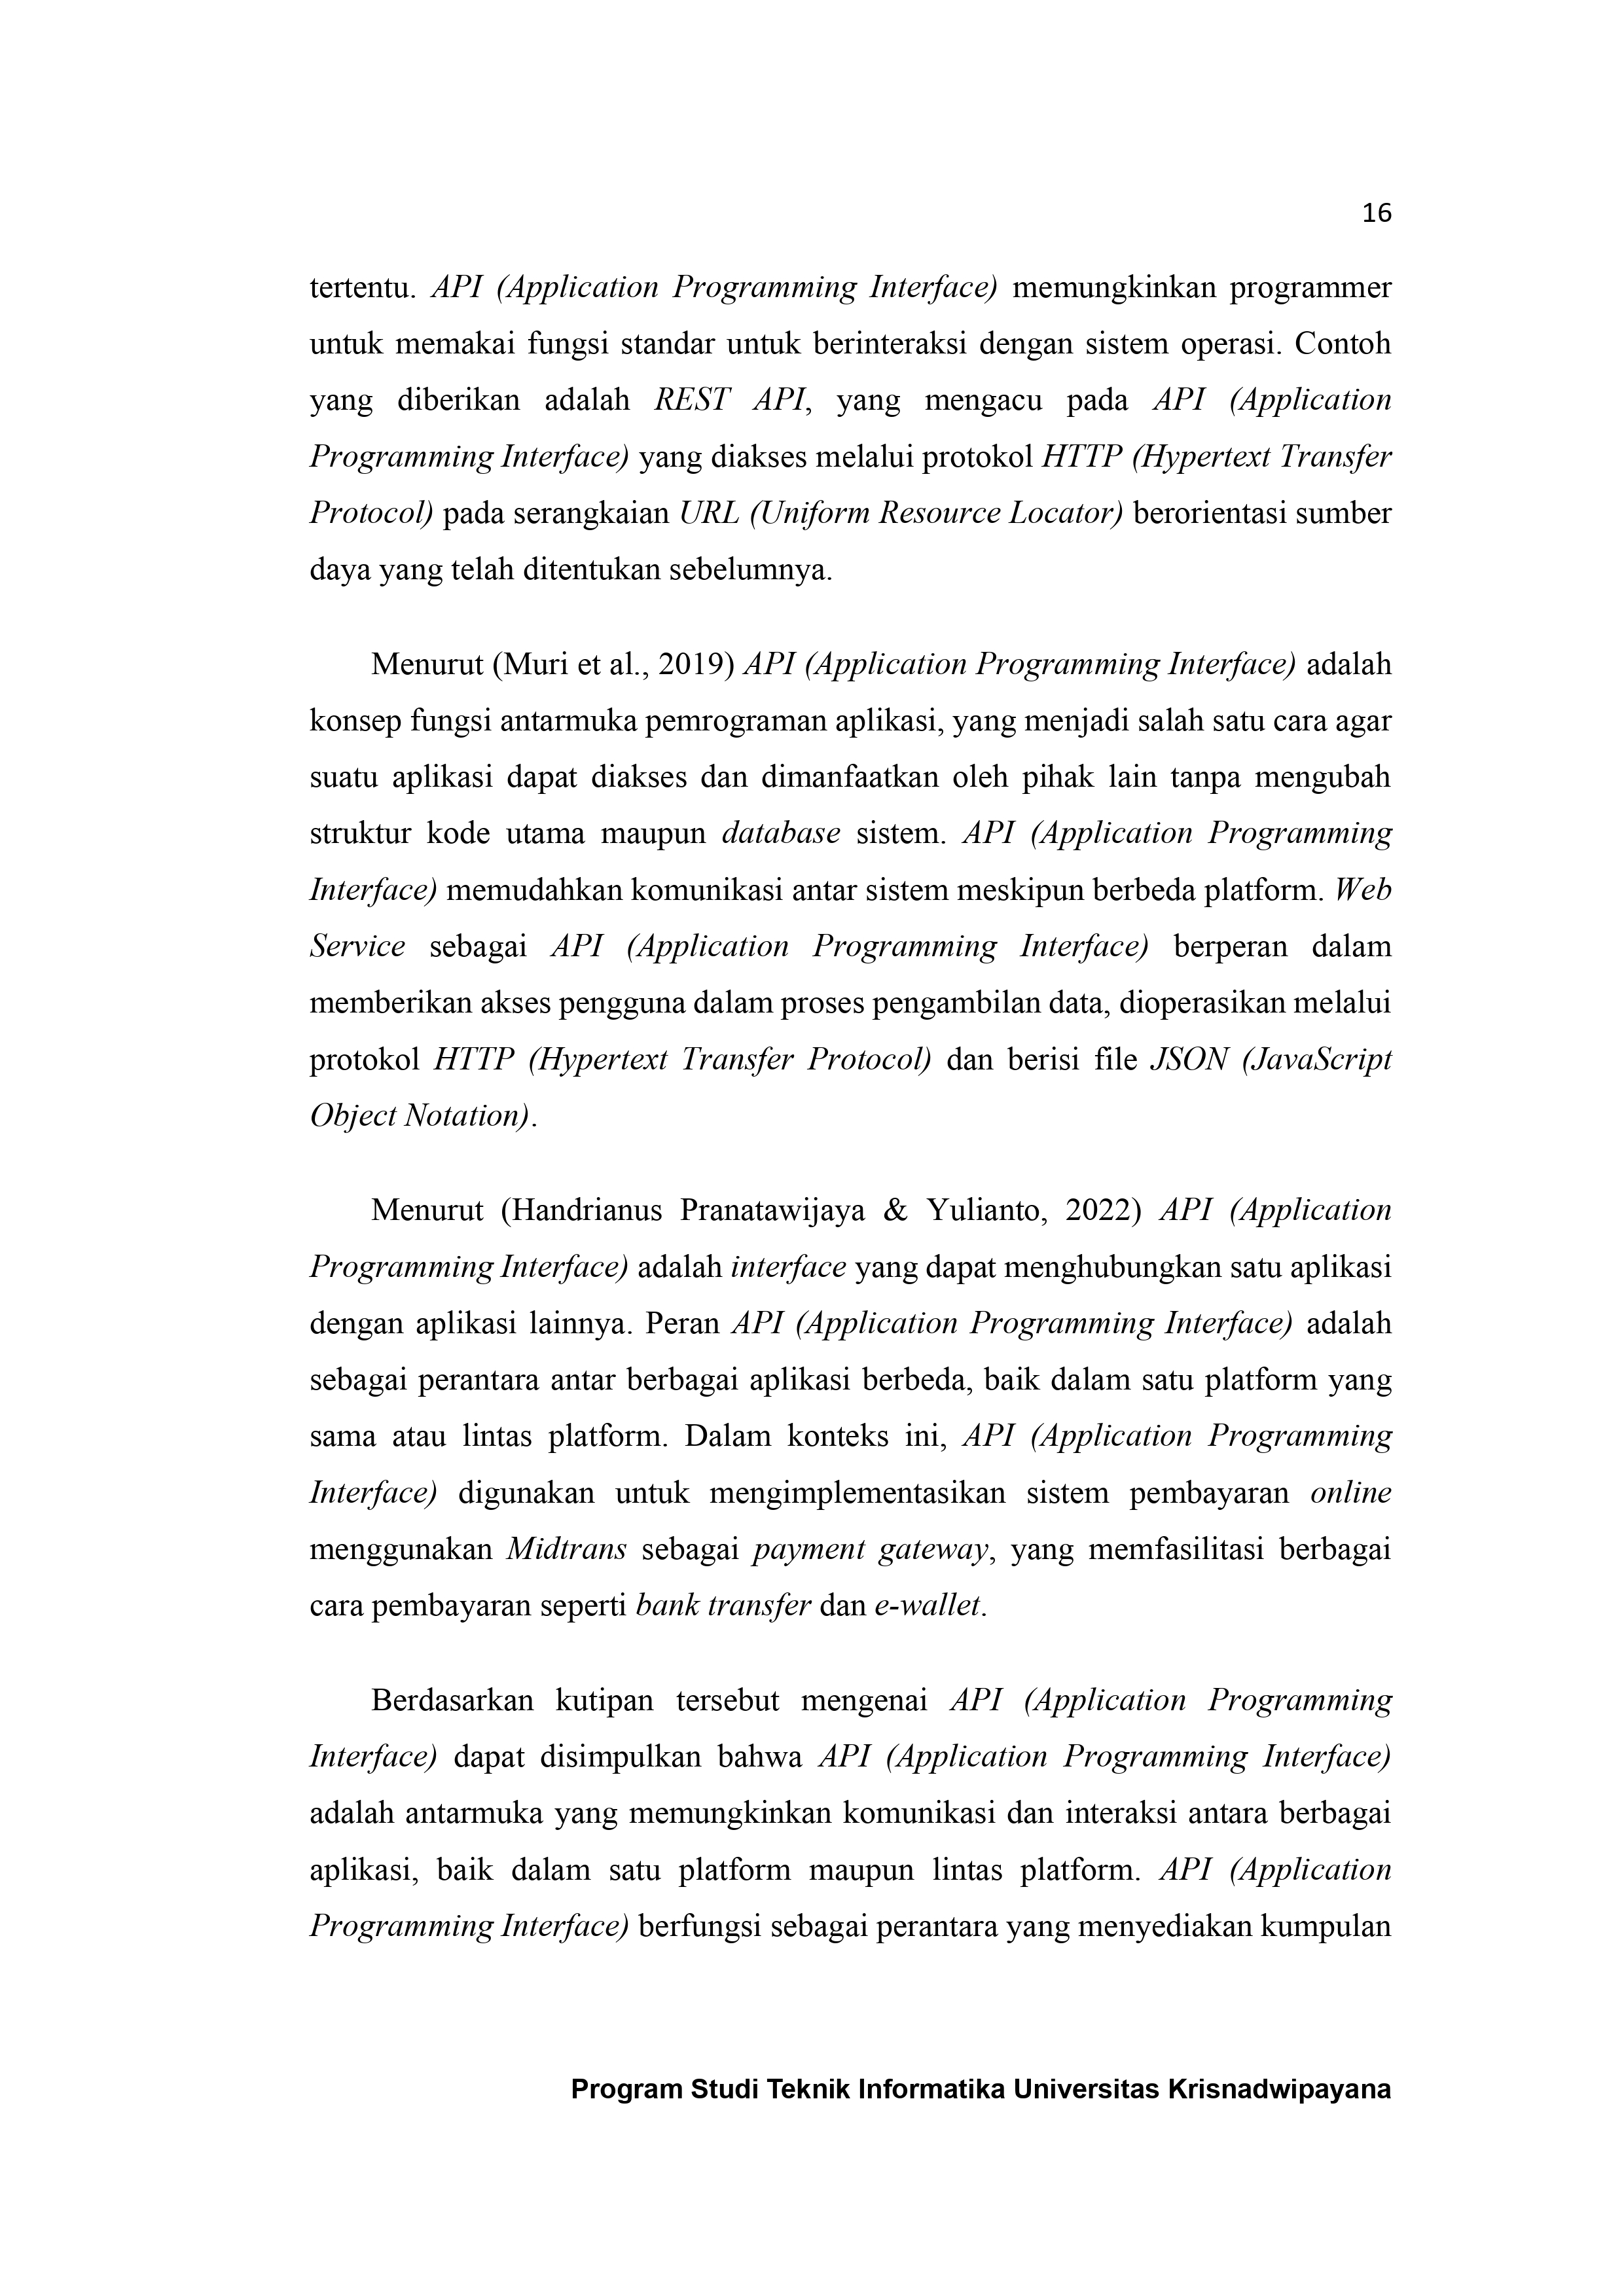 16
tertentu. API (Application Programming Interface) memungkinkan programmer
untuk memakai fungsi standar untuk berinteraksi dengan sistem operasi. Contoh
yang diberikan adalah REST API, yang mengacu pada API (Application
Programming Interface) yang diakses melalui protokol HTTP (Hypertext Transfer
Protocol) pada serangkaian URL (Uniform Resource Locator) berorientasi sumber
daya yang telah ditentukan sebelumnya.
Menurut (Muri et al., 2019) API (Application Programming Interface) adalah
konsep fungsi antarmuka pemrograman aplikasi, yang menjadi salah satu cara agar
suatu aplikasi dapat diakses dan dimanfaatkan oleh pihak lain tanpa mengubah
struktur kode utama maupun database sistem. API (Application Programming
Interface) memudahkan komunikasi antar sistem meskipun berbeda platform. Web
Service sebagai API (Application Programming Interface) berperan dalam
memberikan akses pengguna dalam proses pengambilan data, dioperasikan melalui
protokol HTTP (Hypertext Transfer Protocol) dan berisi file JSON (JavaScript
Object Notation).
Menurut (Handrianus Pranatawijaya & Yulianto, 2022) API (Application
Programming Interface) adalah interface yang dapat menghubungkan satu aplikasi
dengan aplikasi lainnya. Peran API (Application Programming Interface) adalah
sebagai perantara antar berbagai aplikasi berbeda, baik dalam satu platform yang
sama atau lintas platform. Dalam konteks ini, API (Application Programming
Interface) digunakan untuk mengimplementasikan sistem pembayaran online
menggunakan Midtrans sebagai payment gateway, yang memfasilitasi berbagai
cara pembayaran seperti bank transfer dan e-wallet.
Berdasarkan kutipan tersebut mengenai API (Application Programming
Interface) dapat disimpulkan bahwa API (Application Programming Interface)
adalah antarmuka yang memungkinkan komunikasi dan interaksi antara berbagai
aplikasi, baik dalam satu platform maupun lintas platform. API (Application
Programming Interface) berfungsi sebagai perantara yang menyediakan kumpulan
Program Studi Teknik Informatika Universitas Krisnadwipayana